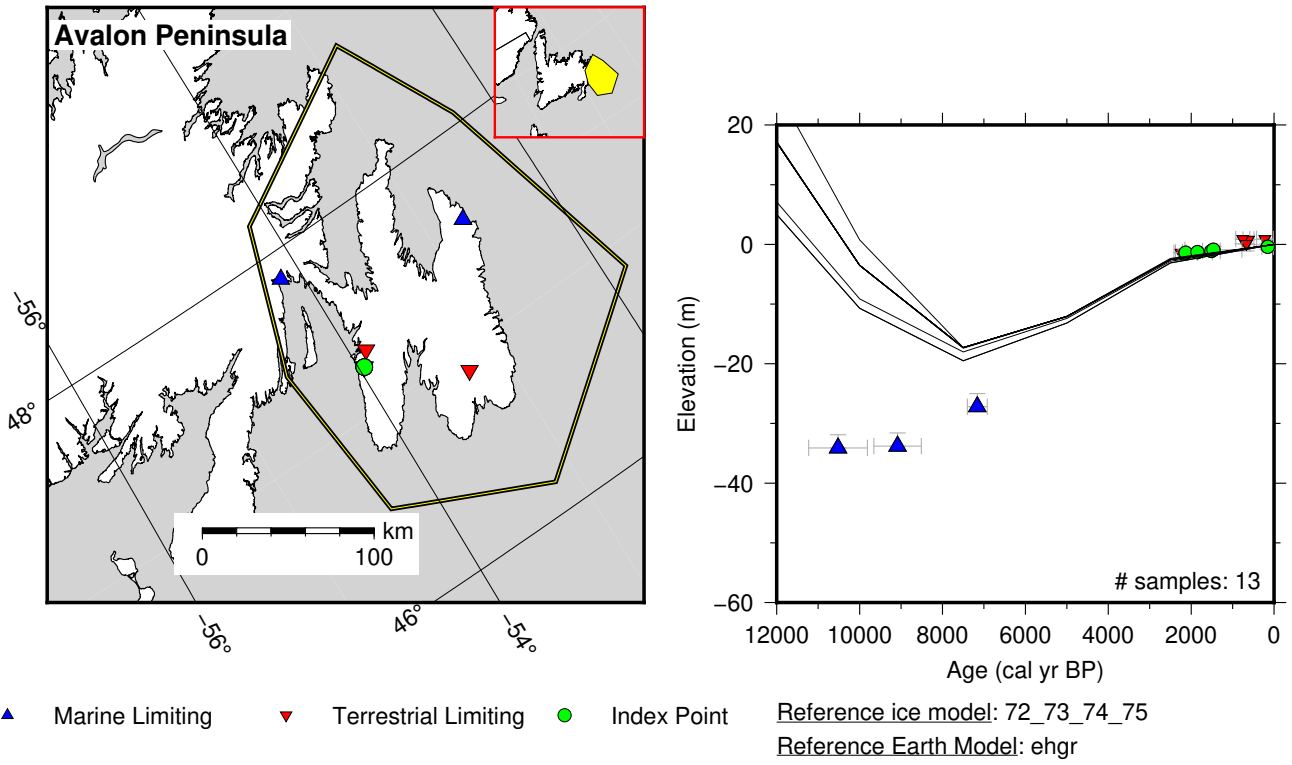 Avalon Peninsula
−56°
48°
−56°
46°
−54°
km
0 100
20
0
−20
−40
−60
Elevation (m)
# samples: 13
12000 10000 8000 6000 4000 2000 0
Age (cal yr BP)
Marine Limiting Terrestrial Limiting Index Point
Reference ice model: 72_73_74_75
Reference Earth Model: ehgr